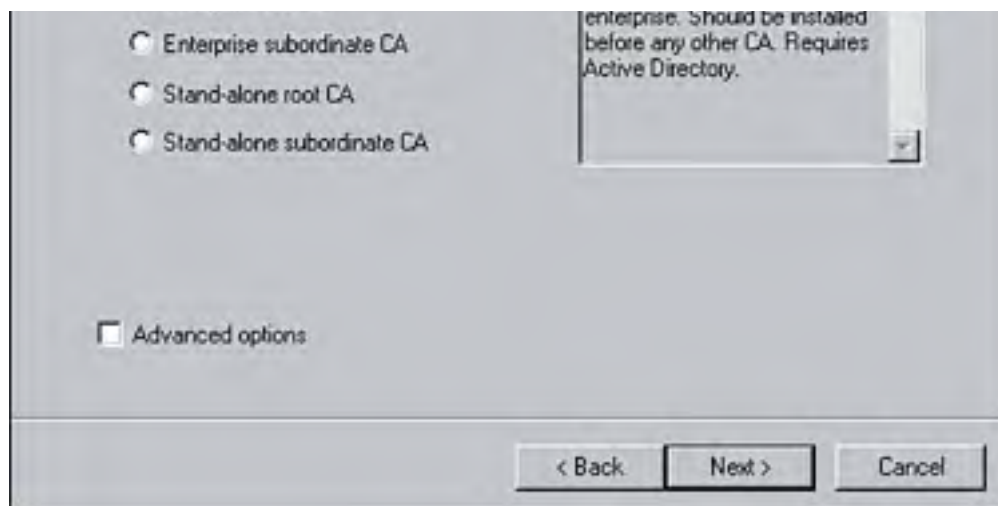 enterprise. Should be installed
before any other CA. Requires
Active Directory.
Enterprise subordinate CA
Stand-alone root CA
Stand-alone subordinate CA
Advanced options
< Back
Next >
Cancel